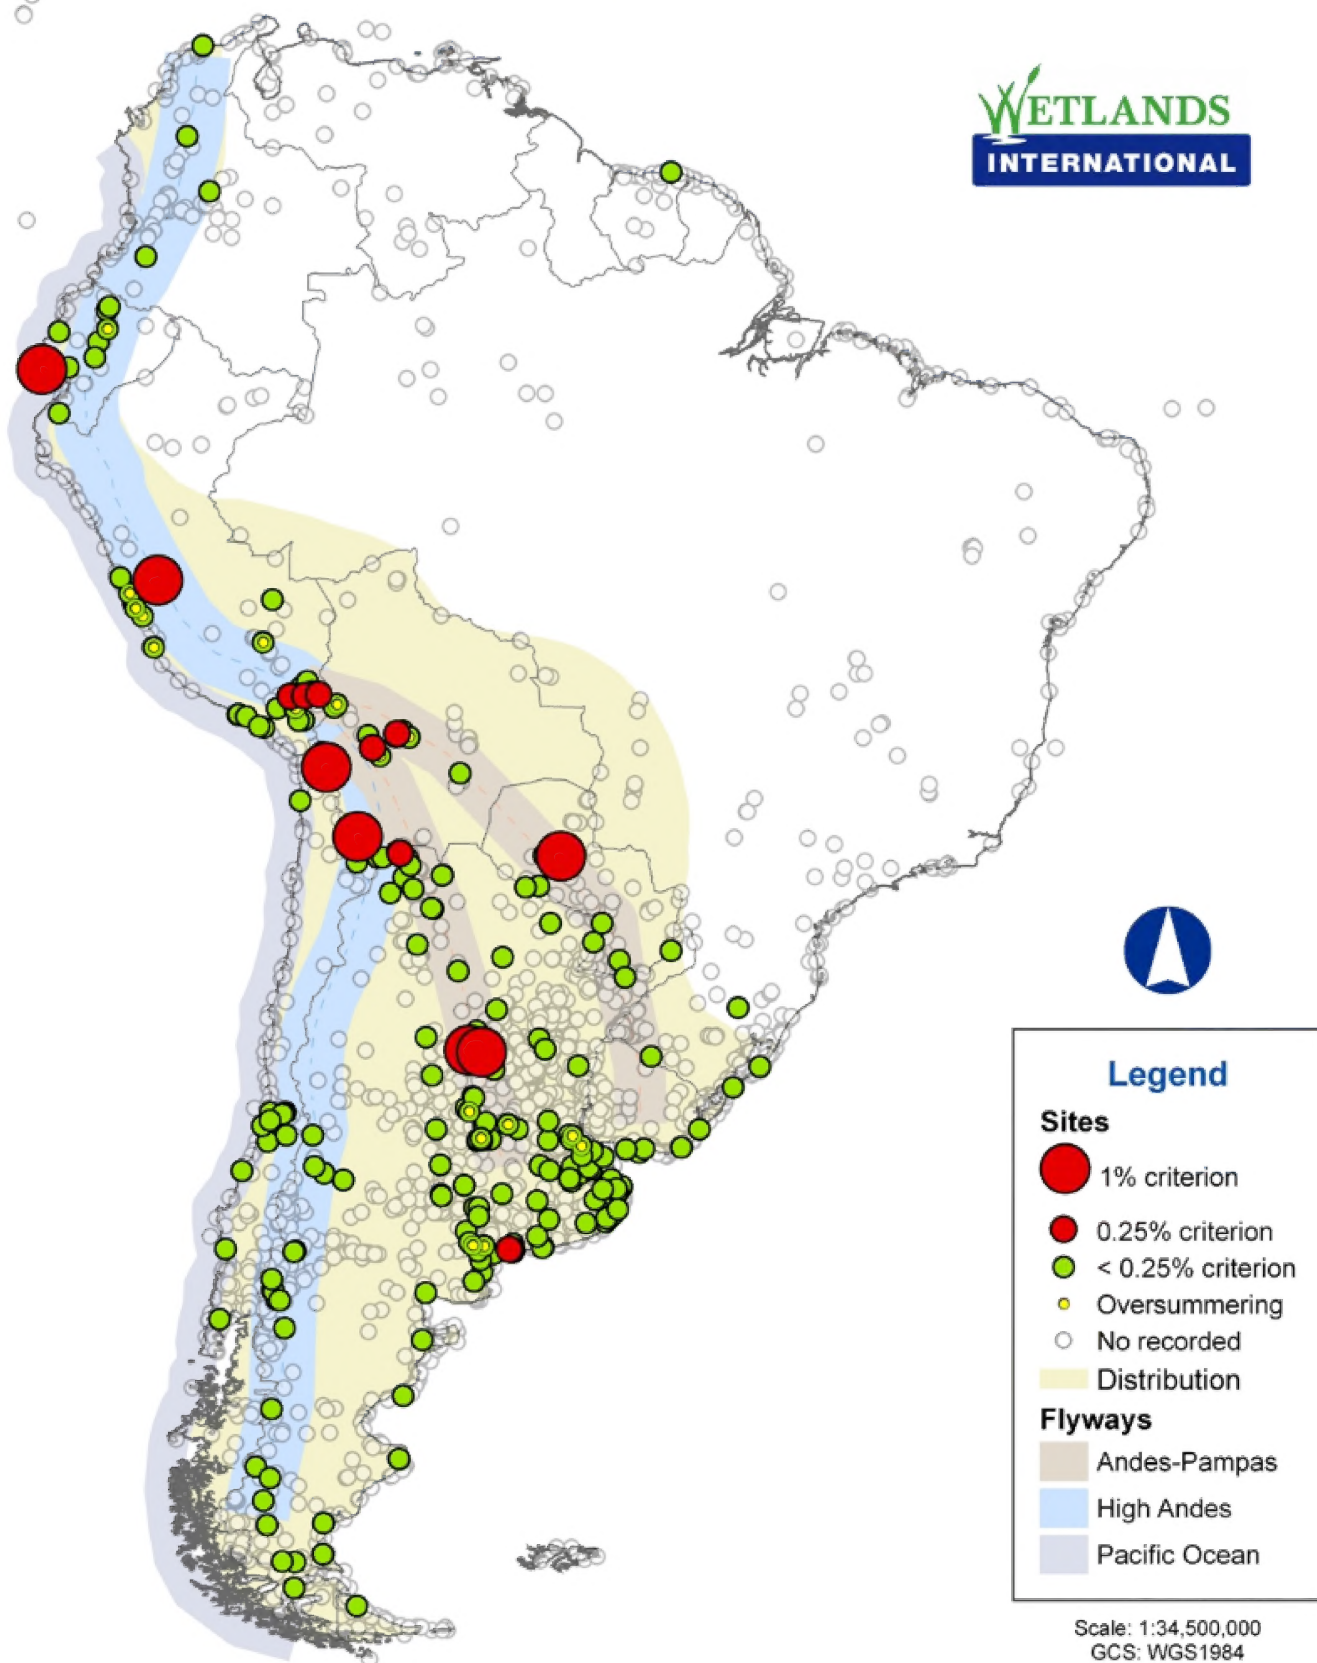 WETLANDS
INTERNATIONAL
Legend
Sites
1% criterion
0.25% criterion
< 0.25% criterion
Oversummering
No recorded
Distribution
Flyways
Andes-Pampas
High Andes
Pacific Ocean
Scale: 1:34,500,000
GCS: WGS1984